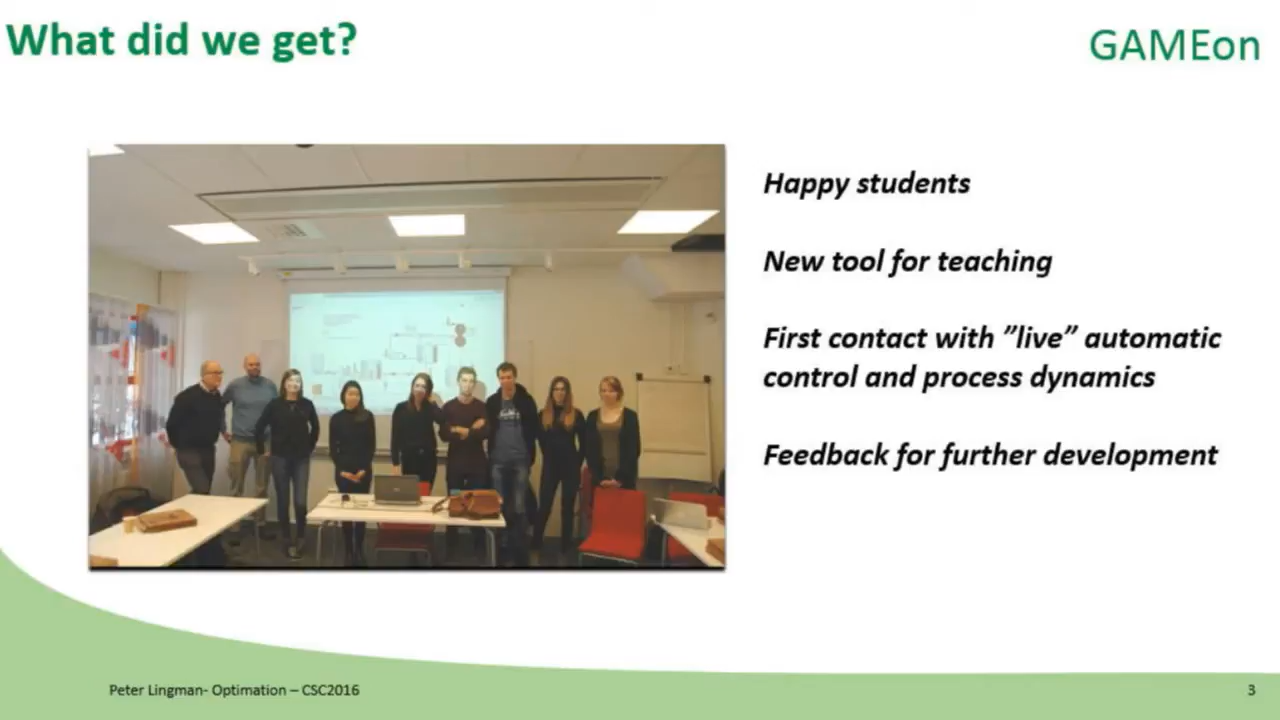 What did we get?
GAMEon
Happy students
New tool for teaching
First contact with ”live” automatic
control and process dynamics
Feedback for further development
Peter Lingman- Optimation – CSC2016
3